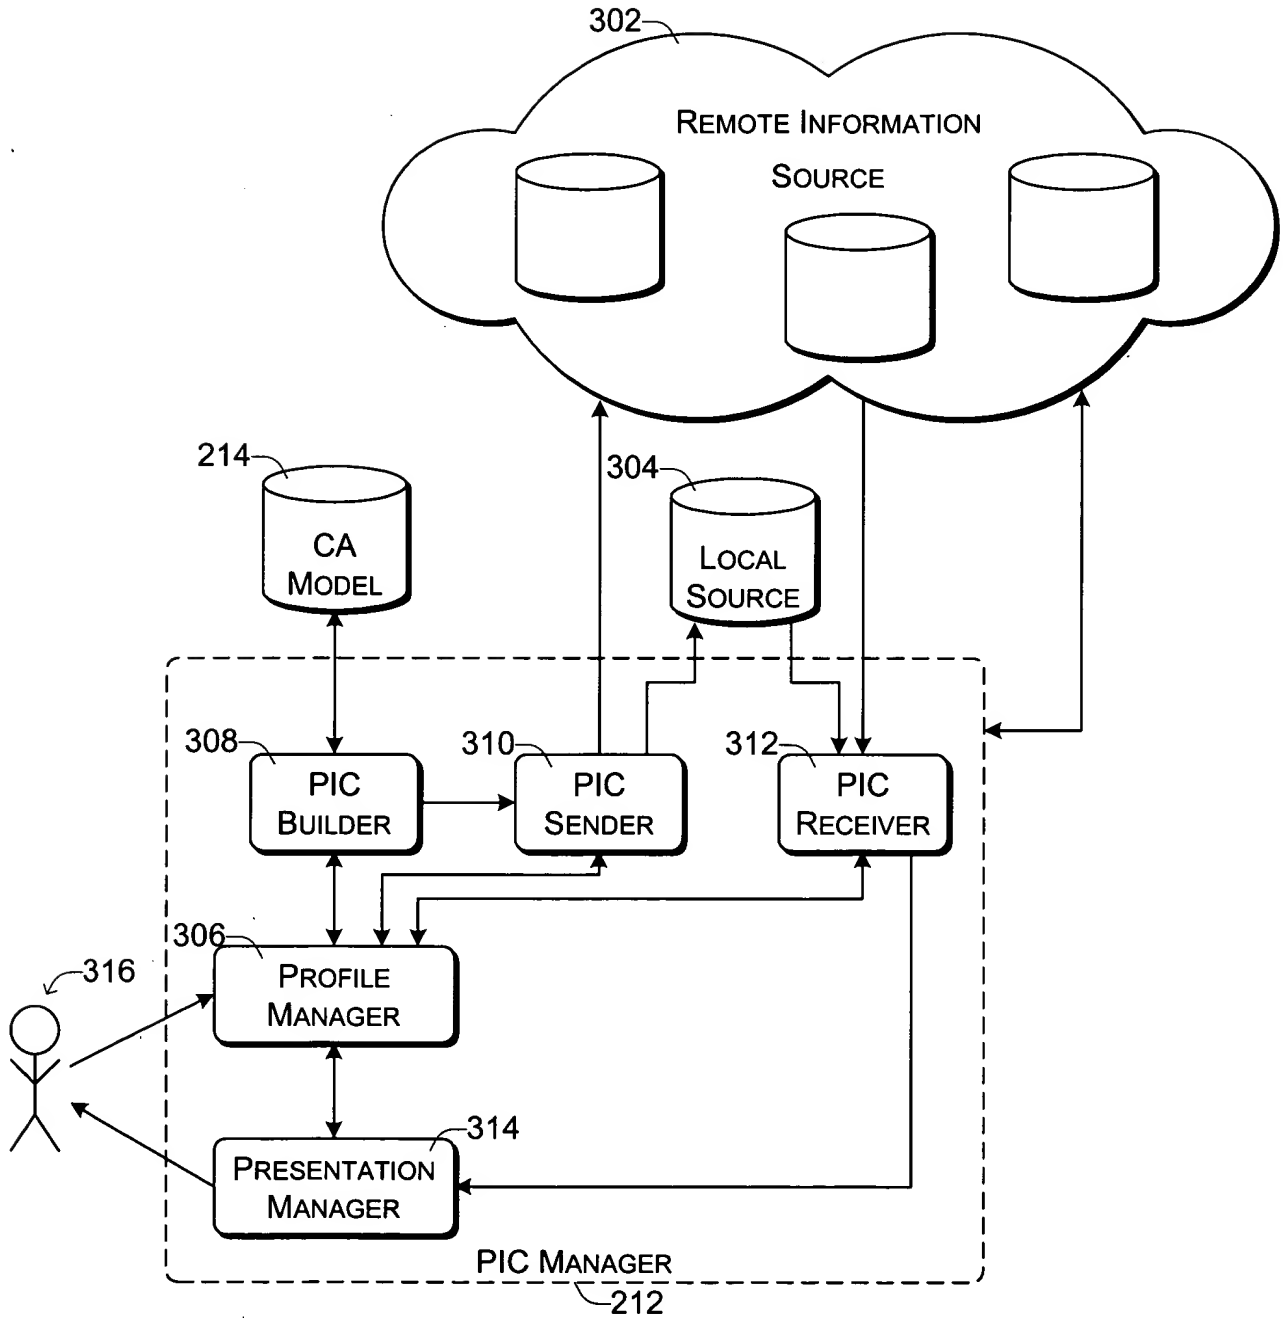 302
REMOTE INFORMATION
SOURCE
214
304
CA
MODEL
LOCAL
SOURCE
308
310
312
PIC
BUILDER
PIC
SENDER
PIC
RECEIVER
306
316
PROFILE
MANAGER
314
PRESENTATION
MANAGER
PIC MANAGER
212